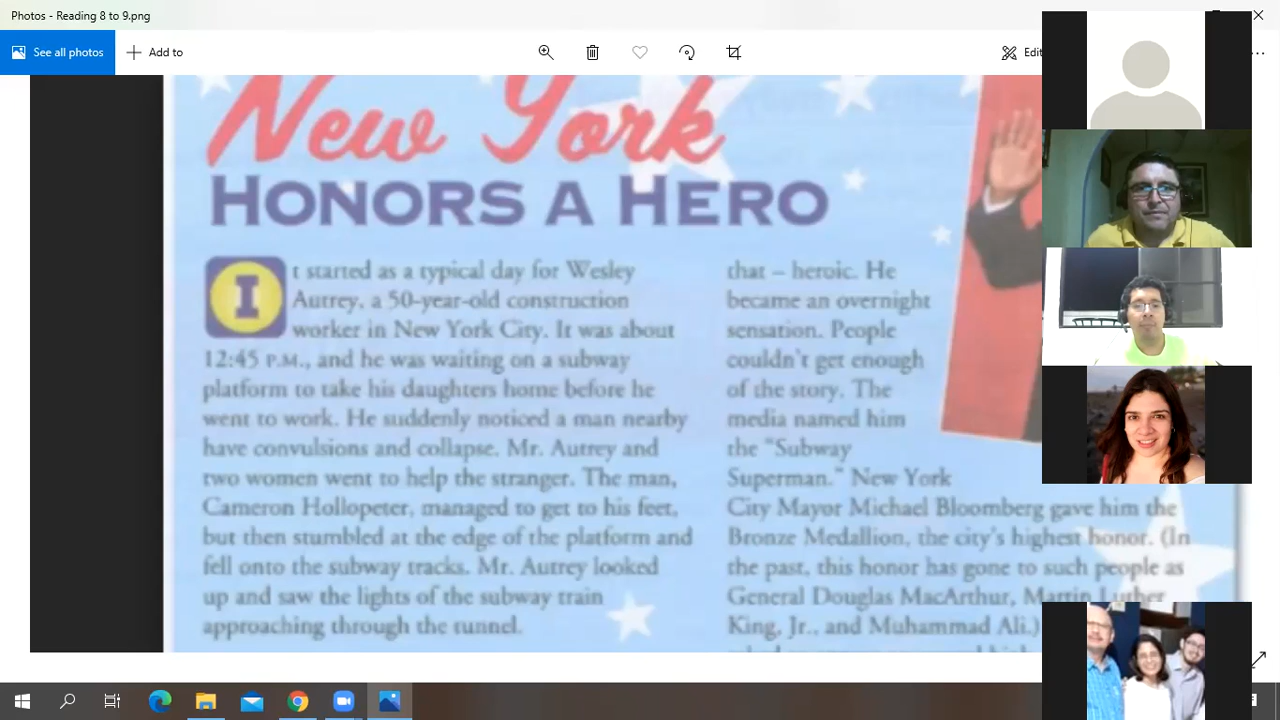 Photos - Reading 8 to 9.png
See all photos
Add to
Edit
New York
HONORS A HERO
It started as a typical day for Wesley
Autrey, a 50-year-old construction
worker in New York City. It was about
12:45 P.M., and he was waiting on a subway
platform to take his daughters home before he
went to work. He suddenly noticed a man nearby
have convulsions and collapse. Mr. Autrey and
two women went to help the stranger. The man,
Cameron Hollopeter, managed to get to his feet,
but then stumbled at the edge of the platform and
fell onto the subway tracks. Mr. Autrey looked
up and saw the lights of the subway train
approaching through the tunnel.
that – heroic. He
became an overnight
sensation. People
couldn't get enough
of the story. The
media named him
the "Subway
Superman." New York
City Mayor Michael Bloomberg gave him the
Bronze Medallion, the city's highest honor. (In
the past, this honor has gone to such people as
General Douglas MacArthur, Martin Luther
King, Jr., and Muhammad Ali.)